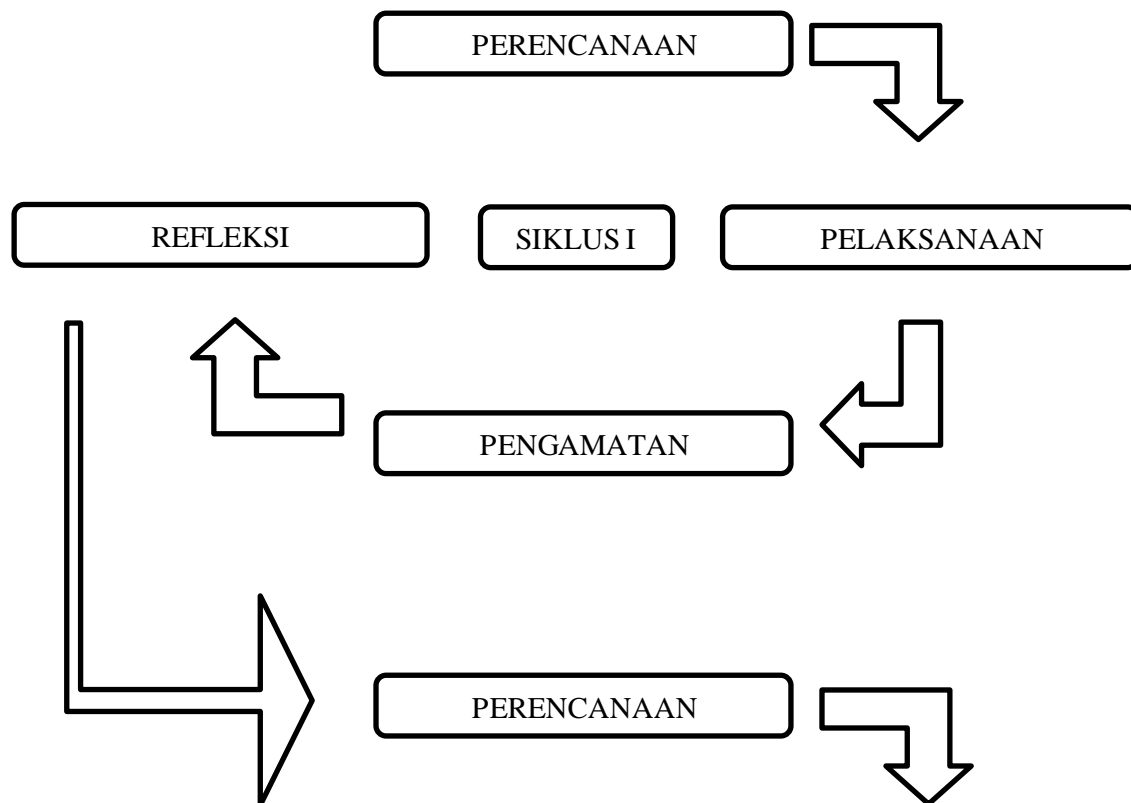 PERENCANAAN
REFLEKSI
SIKLUS I
PELAKSANAAN
PENGAMATAN
PERENCANAAN